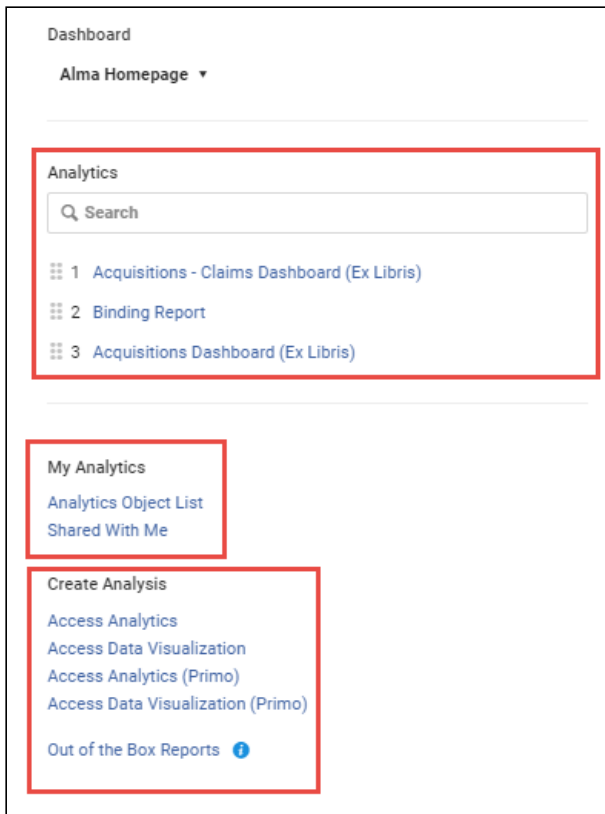 Dashboard
Alma Homepage
Analytics
Search
1 Acquisitions - Claims Dashboard (Ex Libris)
2 Binding Report
3 Acquisitions Dashboard (Ex Libris)
My Analytics
Analytics Object List
Shared With Me
Create Analysis
Access Analytics
Access Data Visualization
Access Analytics (Primo)
Access Data Visualization (Primo)
Out of the Box Reports i